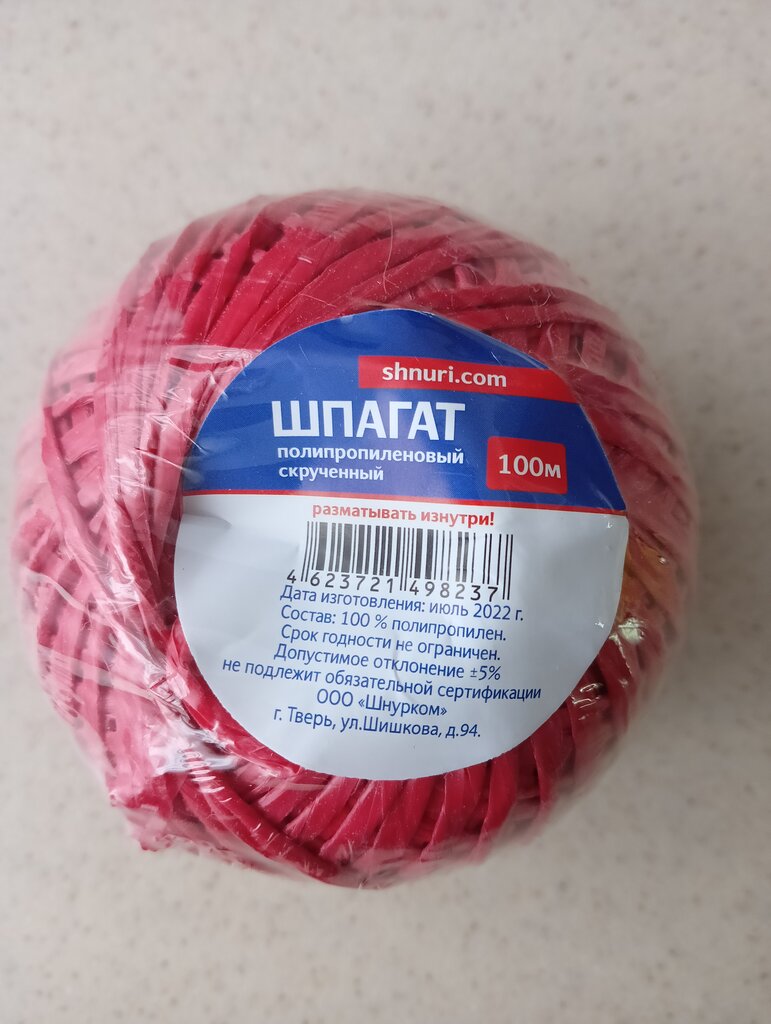 shnuri.com
ШПАГАТ
полипропиленовый
скрученный
100м
разматывать изнутри!
4 623721 498237
Дата изготовления: июль 2022 г.
Состав: 100 % полипропилен.
Срок годности не ограничен.
Допустимое отклонение ±5%
не подлежит обязательной сертификации
ООО «Шнурком»
г. Тверь, ул.Шишкова, д.94.